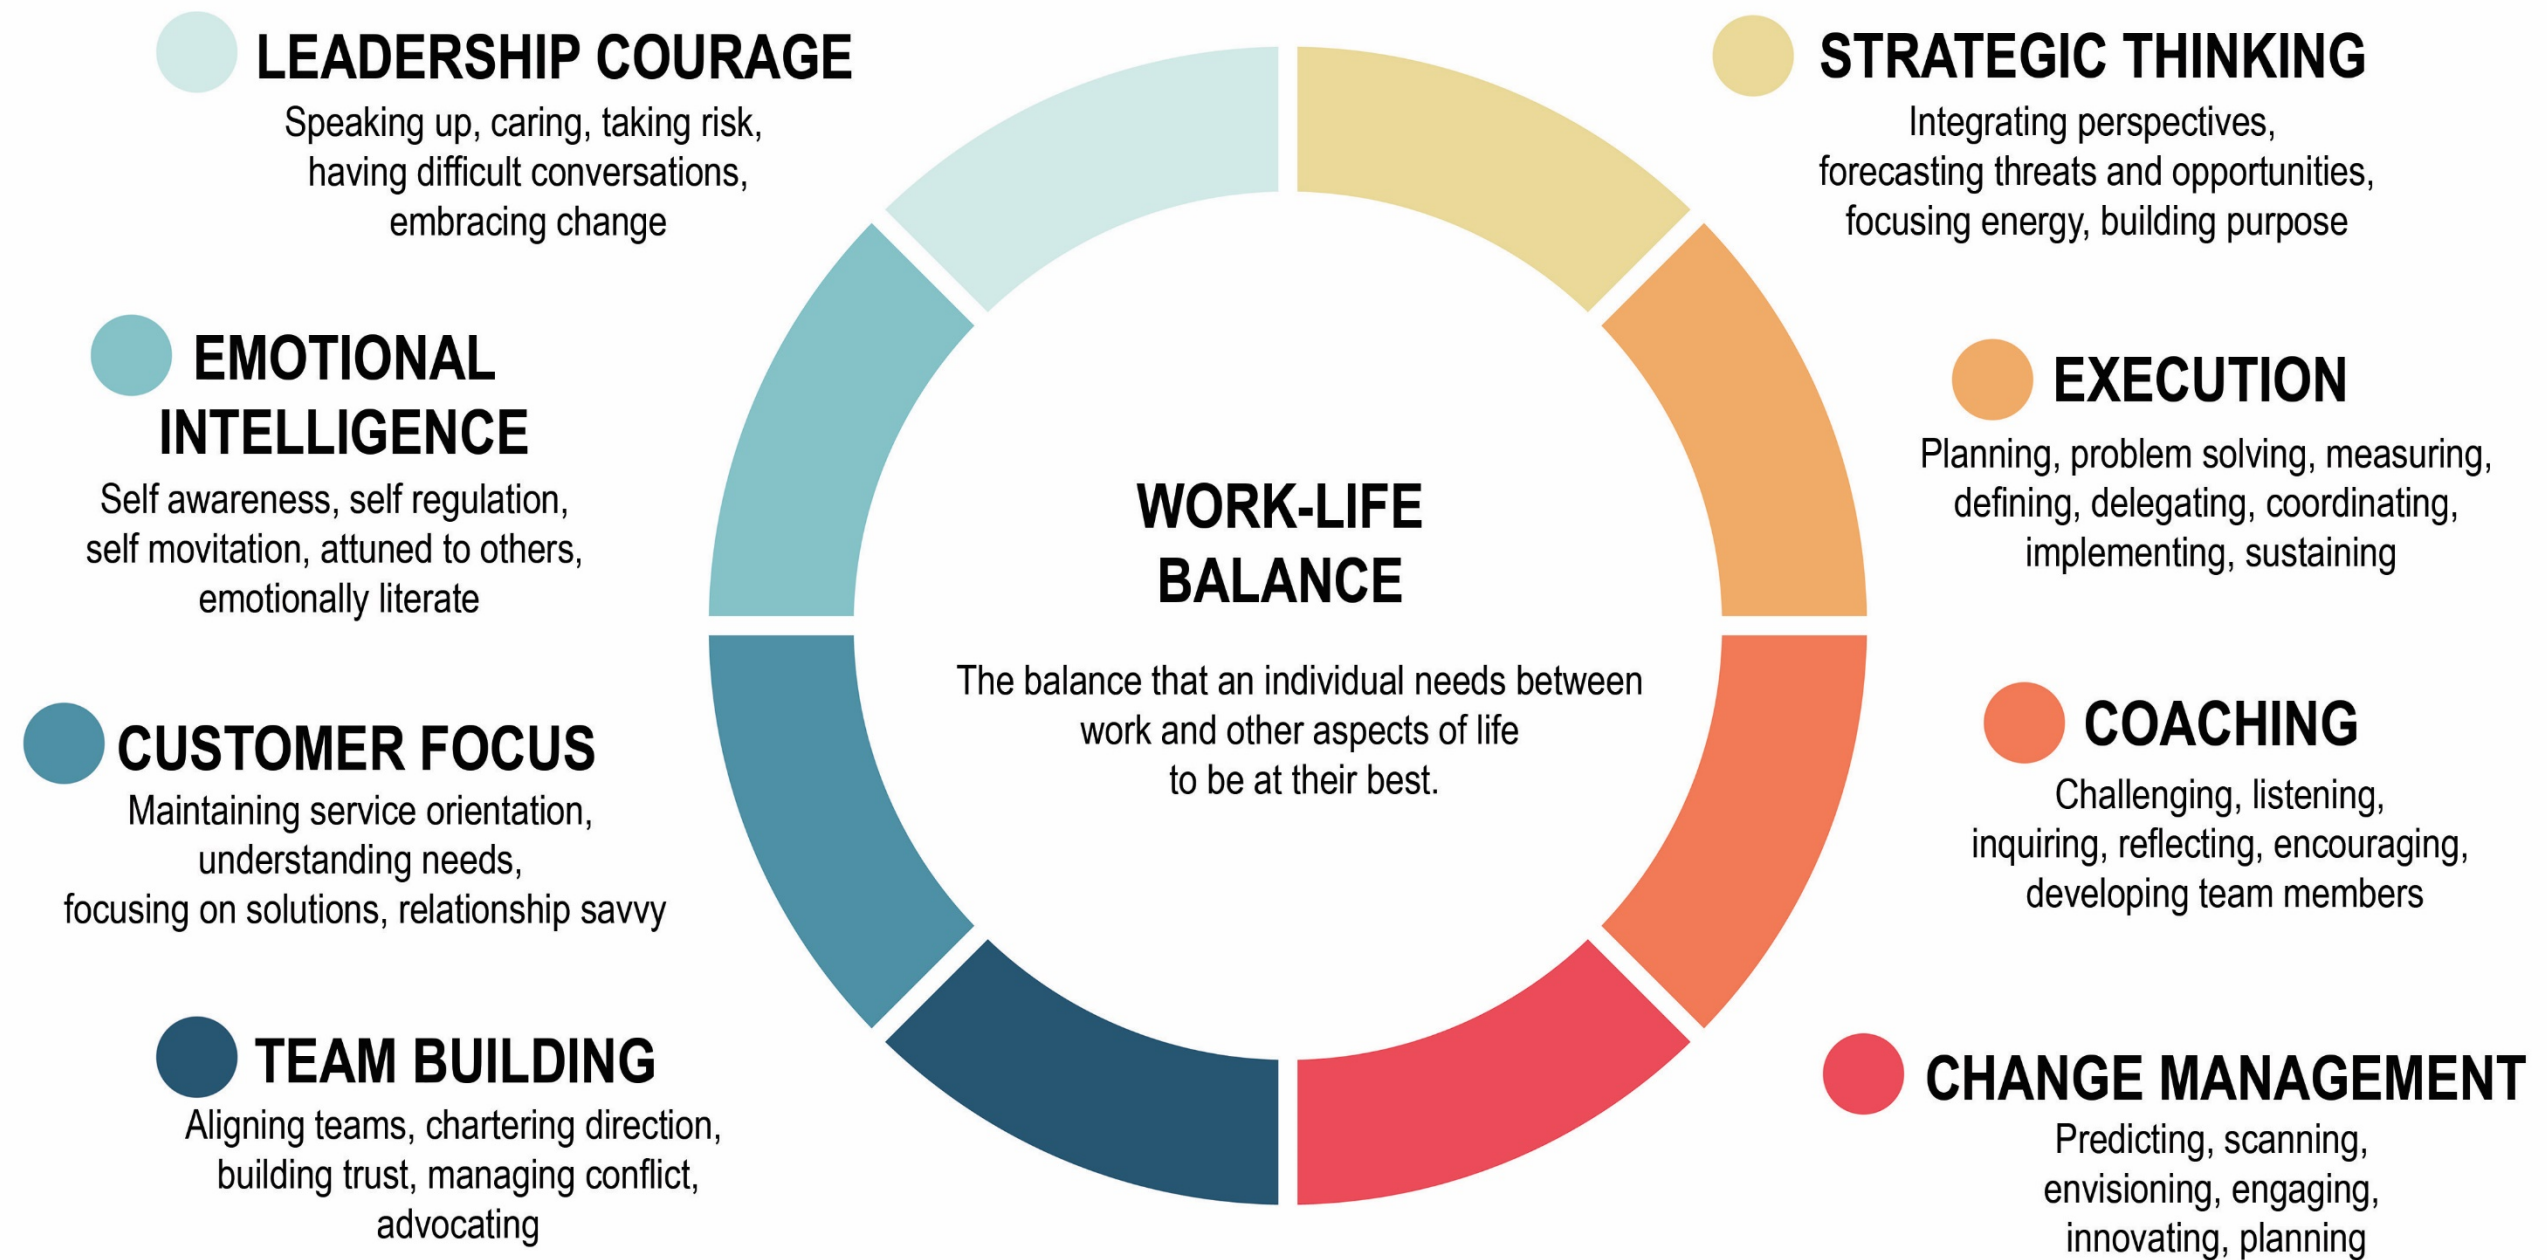 LEADERSHIP COURAGE
Speaking up, caring, taking risk,
having difficult conversations,
embracing change
EMOTIONAL
INTELLIGENCE
Self awareness, self regulation,
self movitation, attuned to others,
emotionally literate
CUSTOMER FOCUS
Maintaining service orientation,
understanding needs,
focusing on solutions, relationship savvy
TEAM BUILDING
Aligning teams, chartering direction,
building trust, managing conflict,
advocating
WORK-LIFE
BALANCE
The balance that an individual needs between
work and other aspects of life
to be at their best.
STRATEGIC THINKING
Integrating perspectives,
forecasting threats and opportunities,
focusing energy, building purpose
EXECUTION
Planning, problem solving, measuring,
defining, delegating, coordinating,
implementing, sustaining
COACHING
Challenging, listening,
inquiring, reflecting, encouraging,
developing team members
CHANGE MANAGEMENT
Predicting, scanning,
envisioning, engaging,
innovating, planning